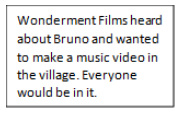 Wonderment Films heard
about Bruno and wanted
to make a music video in
the village. Everyone
would be in it.